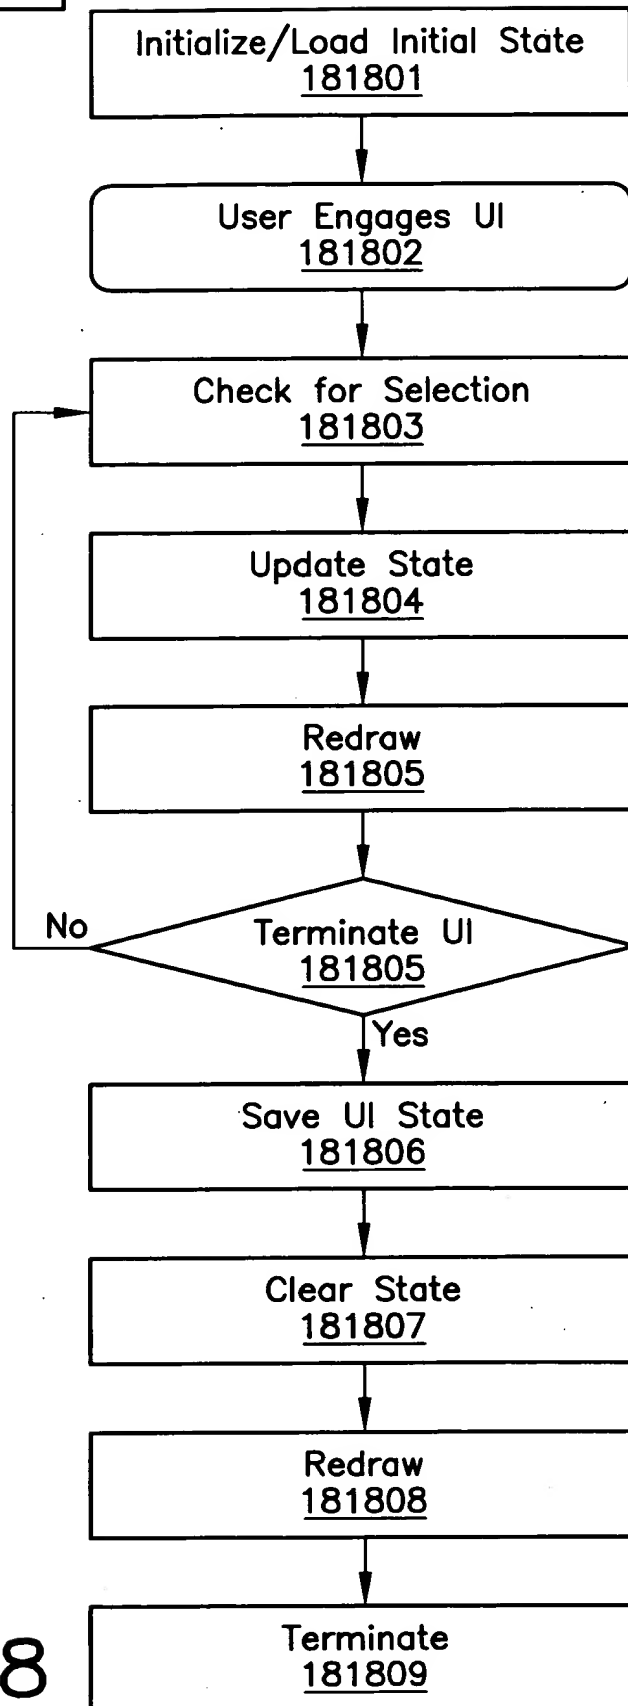 Initialize/Load Initial State
181801
User Engages UI
181802
Check for Selection
181803
Update State
181804
Redraw
181805
No
Terminate UI
181805
Yes
Save UI State
181806
Clear State
181807
Redraw
181808
Terminate
181809
8